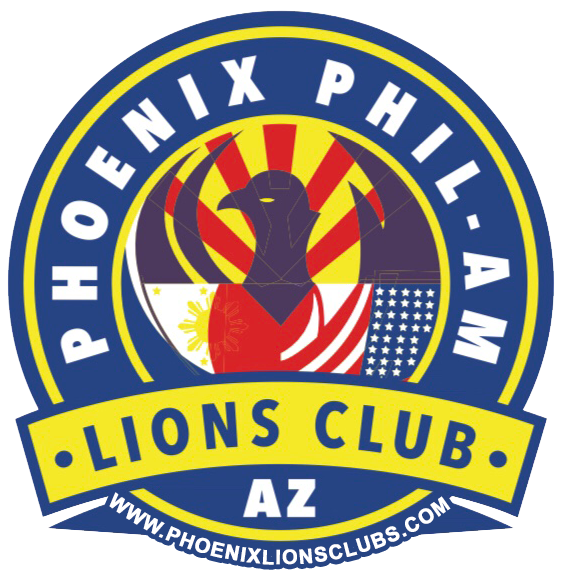 PHOENIX PHIL-AM
·LIONS CLUB·
AZ
WWW.PHOENIXLIONSCLUBS.COM